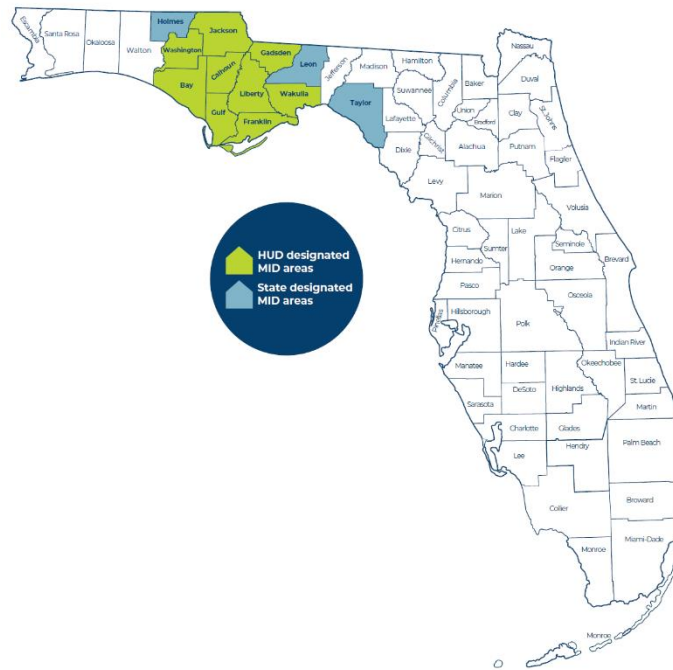 Escambia
Santa Rosa
Okaloosa
Walton
Holmes
Washington
Jackson
Bay
Calhoun
Gulf
Gadsden
Liberty
Franklin
Leon
Wakulla
Jefferson
Madison
Taylor
Hamilton
Suwannee
Lafayette
Dixie
Columbia
Gilchrist
Baker
Union
Bradford
Alachua
Levy
Nassau
Duval
Clay
St. Johns
Putnam
Flagler
Marion
Volusia
Citrus
Sumter
Lake
Seminole
Hernando
Orange
Brevard
Pasco
Osceola
Pinellas
Hillsborough
Polk
Indian River
Manatee
Hardee
Okeechobee
St. Lucie
DeSoto
Highlands
Sarasota
Martin
Charlotte
Glades
Lee
Hendry
Palm Beach
Collier
Broward
Monroe
Miami-Dade
Monroe
HUD designated
MID areas
State designated
MID areas